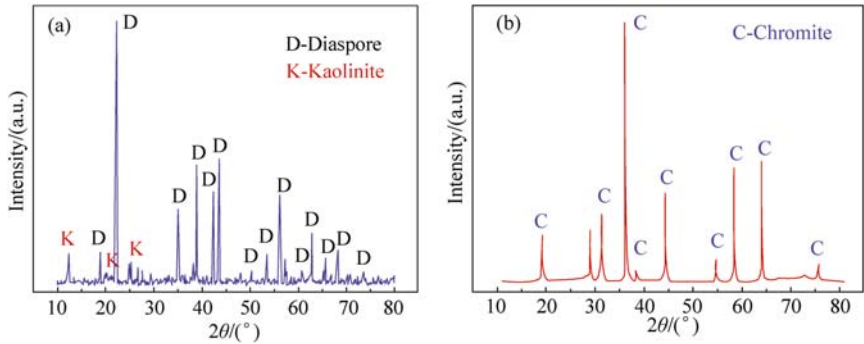 (a)
D
D-Diaspore
K-Kaolinite
D
D
D
D
D
D
K
D
K
K
D
D
D
D
D
D
Intensity/(a.u.)
10 20 30 40 50 60 70 80
2θ/(°)
(b)
C
C-Chromite
C
C
C
C
C
C
C
C
Intensity/(a.u.)
10 20 30 40 50 60 70 80
2θ/(°)